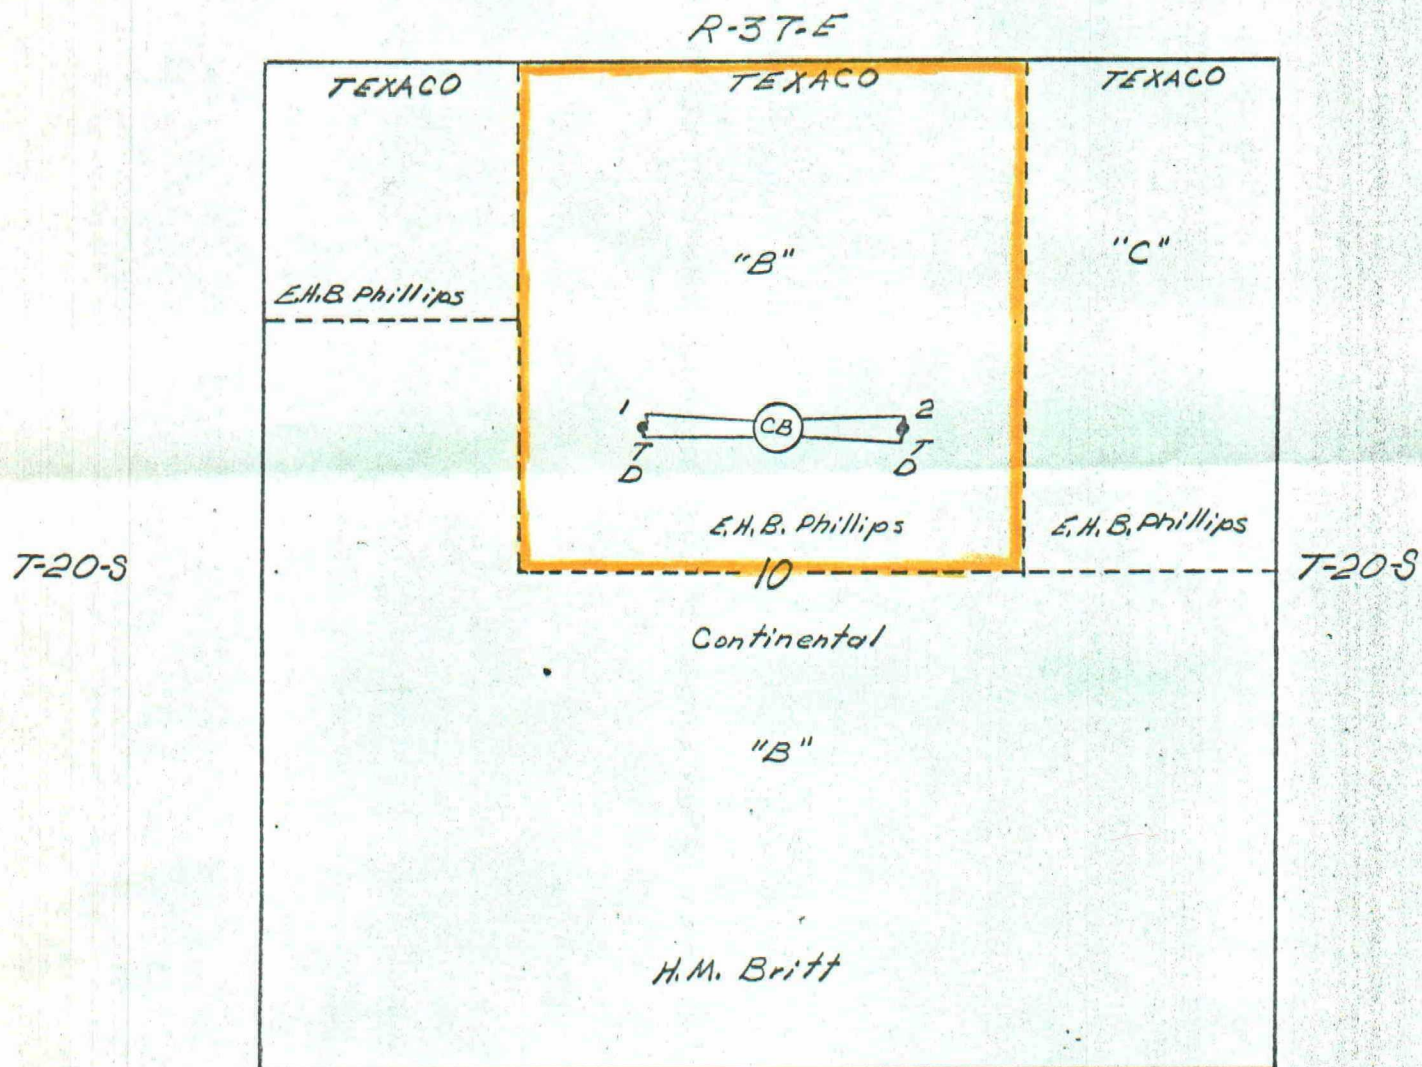 R-37-E
TEXACO
TEXACO
TEXACO
"B"
"C"
E.H.B. Phillips
1
CB
2
T
D
T
D
E.H.B. Phillips
E.H.B. Phillips
T-20-S
10
T-20-S
Continental
"B"
H.M. Britt